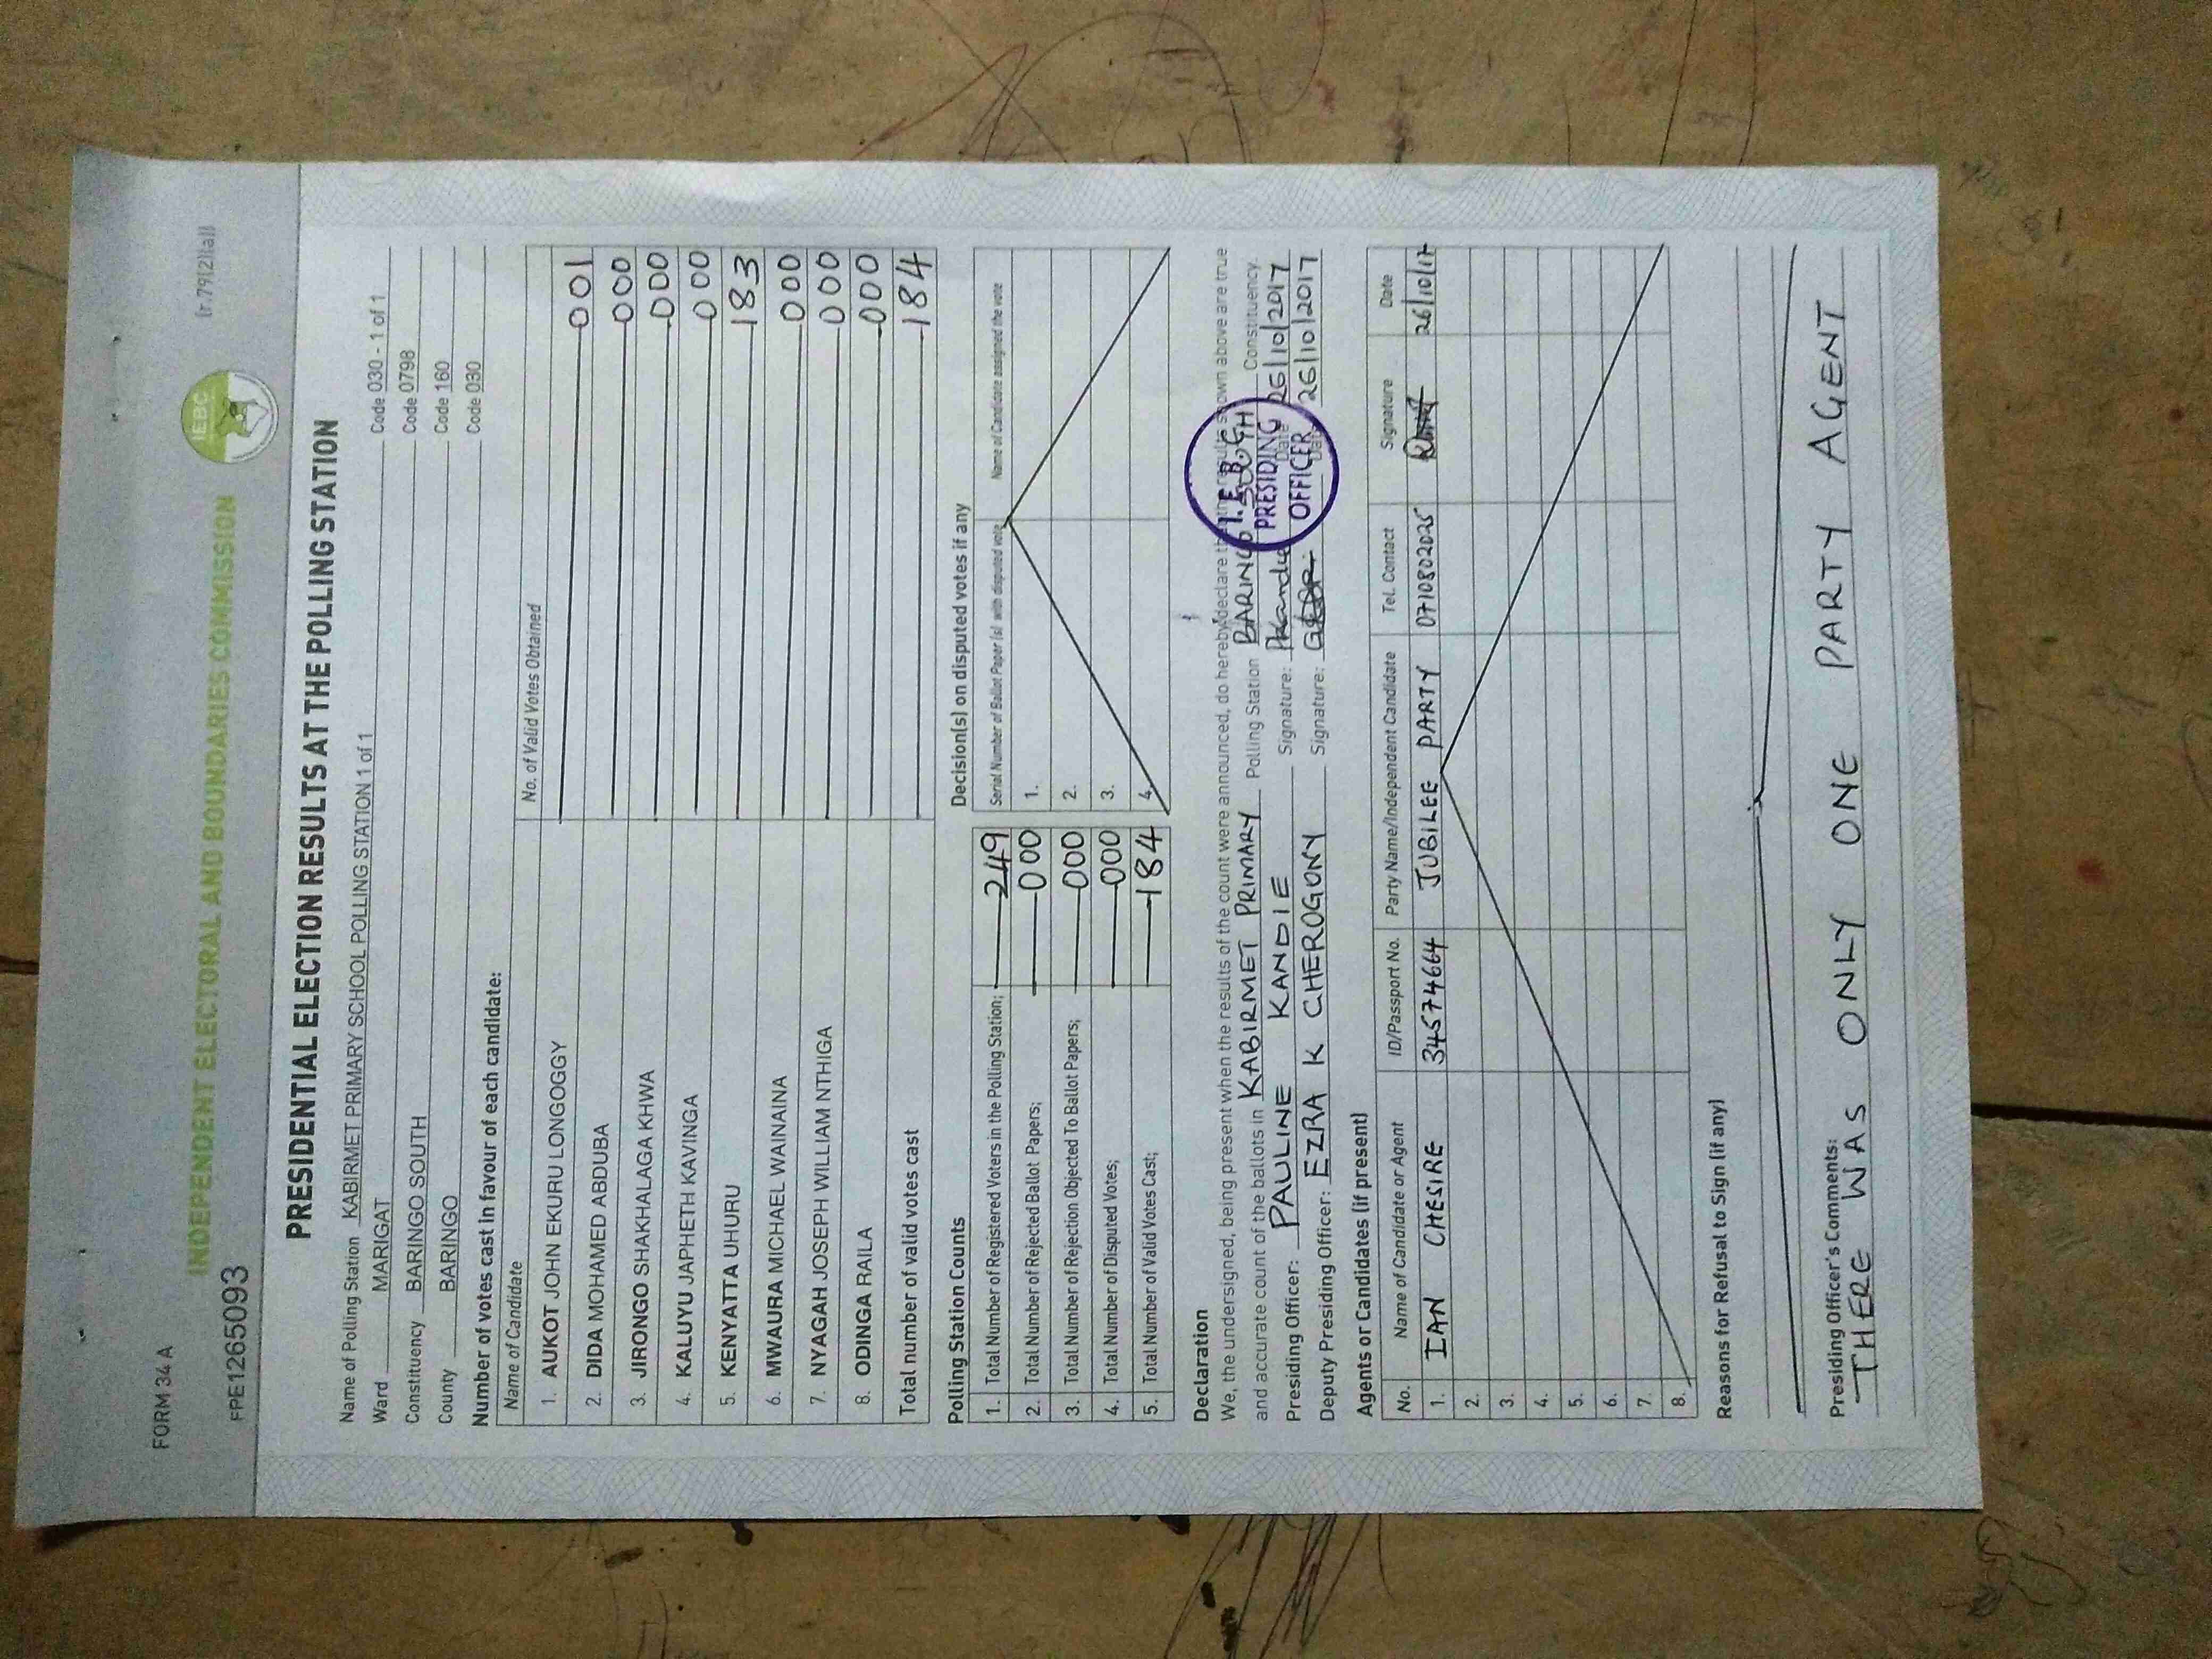 FORM 34 A
(r.79(2)(a))
IEBC
INDEPENDENT ELECTORAL AND BOUNDARIES COMMISSION
FPE1265093
PRESIDENTIAL ELECTION RESULTS AT THE POLLING STATION
Name of Polling Station KABIRMET PRIMARY SCHOOL POLLING STATION 1 of 1 Code 030 - 1 of 1
Ward MARIGAT Code 0798
Constituency BARINGO SOUTH Code 160
County BARINGO Code 030
Number of votes cast in favour of each candidate:
Name of Candidate No. of Valid Votes Obtained
1. AUKOT JOHN EKURU LONGOGGY 001
2. DIDA MOHAMED ABDUBA 000
3. JIRONGO SHAKHALAGA KHWA 000
4. KALUYU JAPHETH KAVINGA 000
5. KENYATTA UHURU 183
6. MWAURA MICHAEL WAINAINA 000
7. NYAGAH JOSEPH WILLIAM NTHIGA 000
8. ODINGA RAILA 000
Total number of valid votes cast 184
Polling Station Counts
1. Total Number of Registered Voters in the Polling Station; 249
2. Total Number of Rejected Ballot Papers; 000
3. Total Number of Rejection Objected To Ballot Papers; 000
4. Total Number of Disputed Votes; 000
5. Total Number of Valid Votes Cast; 184
Decision(s) on disputed votes if any
Serial Number of Ballot Paper (s) with disputed vote Name of Candidate assigned the vote
1.
2.
3.
4.
Declaration
We, the undersigned, being present when the results of the count were announced, do hereby declare that the results shown above are true
and accurate count of the ballots in KABIRMET PRIMARY Polling Station BARINGO SOUTH Constituency.
Presiding Officer: PAULINE KANDIE Signature: Pkandie Date 26/10/2017
Deputy Presiding Officer: EZRA K CHEROGONY Signature: Date 26/10/2017
I.E.B.C
PRESIDING
OFFICER
Agents or Candidates (if present)
No. Name of Candidate or Agent ID/Passport No. Party Name/Independent Candidate Tel. Contact Signature Date
1. IAN CHESIRE 34574664 JUBILEE PARTY 0710802025 26/10/17
2.
3.
4.
5.
6.
7.
8.
Reasons for Refusal to Sign (if any)
Presiding Officer's Comments:
THERE WAS ONLY ONE PARTY AGENT